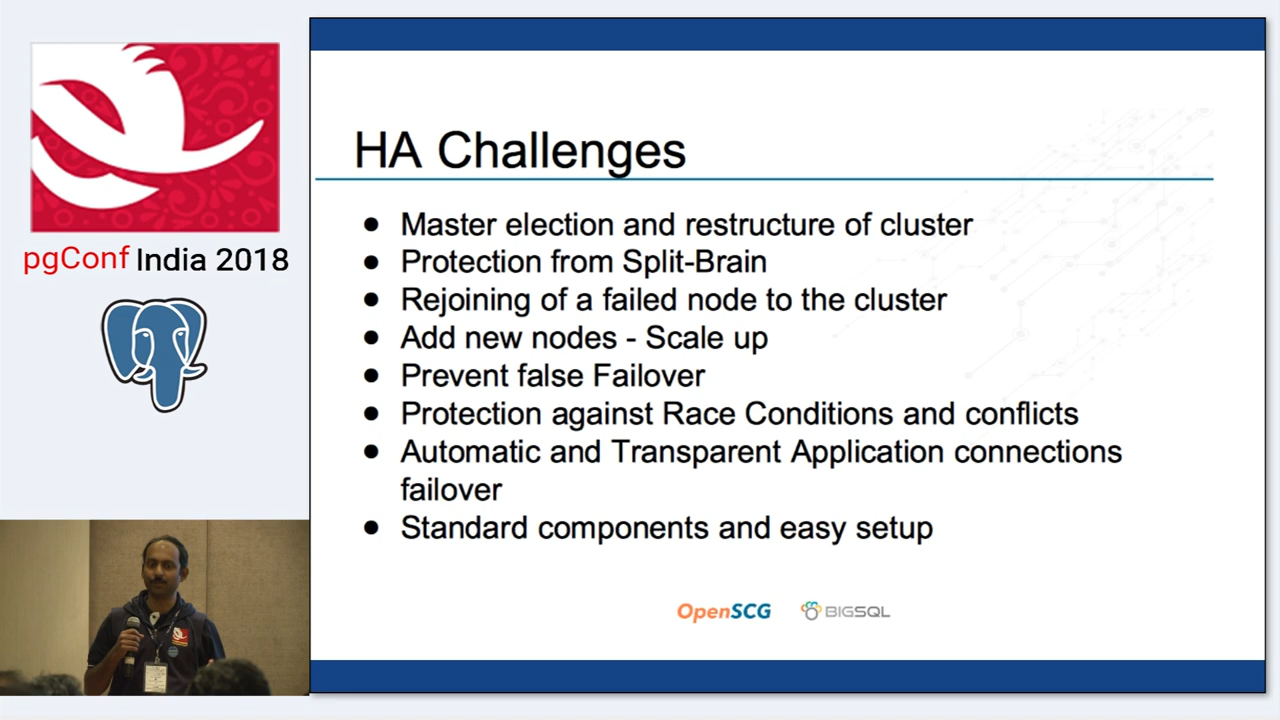 pgConf India 2018
HA Challenges
● Master election and restructure of cluster
● Protection from Split-Brain
● Rejoining of a failed node to the cluster
● Add new nodes - Scale up
● Prevent false Failover
● Protection against Race Conditions and conflicts
● Automatic and Transparent Application connections
failover
● Standard components and easy setup
OpenSCG
BIGSQL